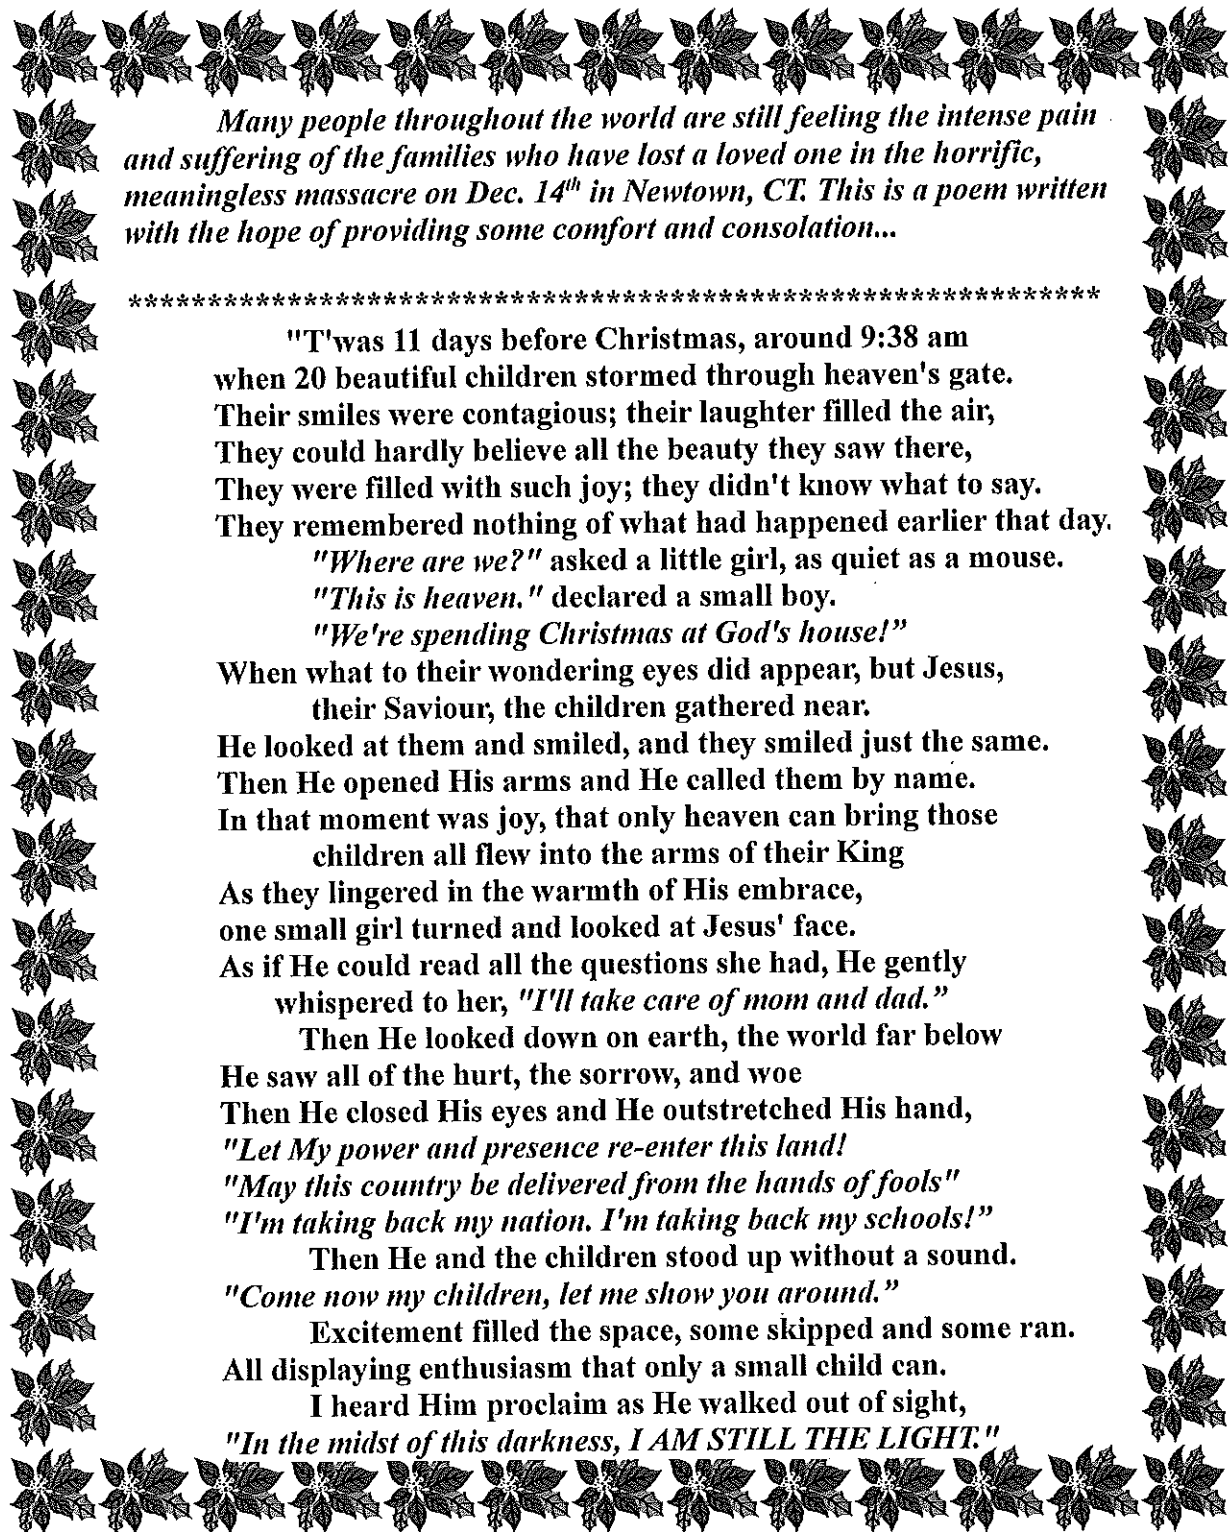 Many people throughout the world are still feeling the intense pain
and suffering of the families who have lost a loved one in the horrific,
meaningless massacre on Dec. 14th in Newtown, CT. This is a poem written
with the hope of providing some comfort and consolation...
*************************************************************
"T'was 11 days before Christmas, around 9:38 am
when 20 beautiful children stormed through heaven's gate.
Their smiles were contagious; their laughter filled the air,
They could hardly believe all the beauty they saw there,
They were filled with such joy; they didn't know what to say.
They remembered nothing of what had happened earlier that day.
"Where are we?" asked a little girl, as quiet as a mouse.
"This is heaven." declared a small boy.
"We're spending Christmas at God's house!”
When what to their wondering eyes did appear, but Jesus,
their Saviour, the children gathered near.
He looked at them and smiled, and they smiled just the same.
Then He opened His arms and He called them by name.
In that moment was joy, that only heaven can bring those
children all flew into the arms of their King
As they lingered in the warmth of His embrace,
one small girl turned and looked at Jesus' face.
As if He could read all the questions she had, He gently
whispered to her, "I'll take care of mom and dad.”
Then He looked down on earth, the world far below
He saw all of the hurt, the sorrow, and woe
Then He closed His eyes and He outstretched His hand,
"Let My power and presence re-enter this land!
"May this country be delivered from the hands of fools"
"I'm taking back my nation. I'm taking back my schools!”
Then He and the children stood up without a sound.
"Come now my children, let me show you around.”
Excitement filled the space, some skipped and some ran.
All displaying enthusiasm that only a small child can.
I heard Him proclaim as He walked out of sight,
"In the midst of this darkness, I AM STILL THE LIGHT."